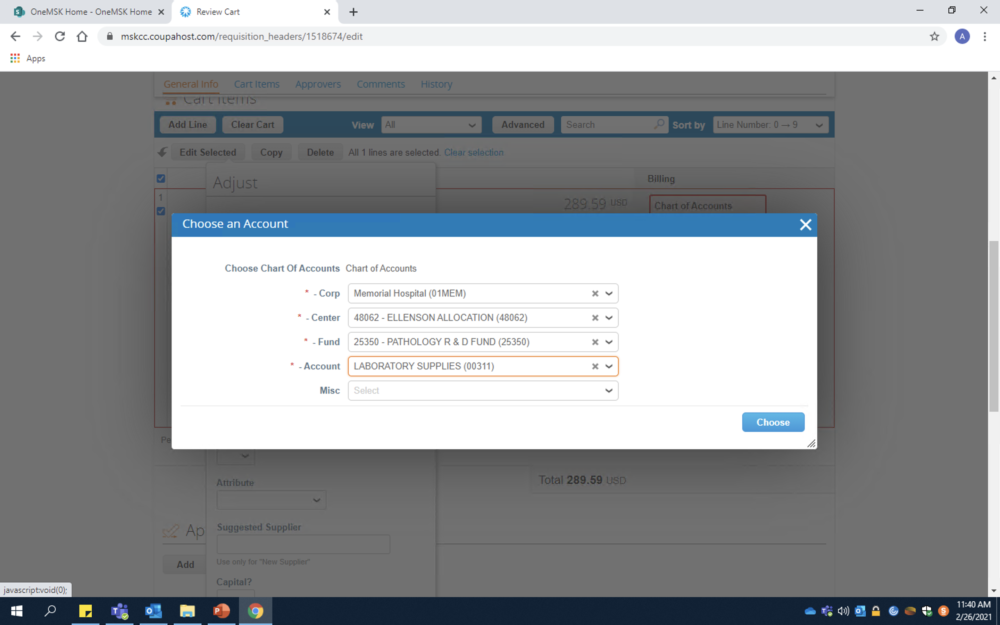 OneMSK Home - OneMSK Home
Review Cart
mskcc.coupahost.com/requisition_headers/1518674/edit
A
Apps
General Info Cart Items Approvers Comments History
Cart Items
Add Line Clear Cart View All Advanced Search Sort by Line Number: 0 → 9
Edit Selected Copy Delete All 1 lines are selected. Clear selection
Adjust
Billing
1
289.59 USD
Chart of Accounts
Choose an Account
Choose Chart Of Accounts Chart of Accounts
* - Corp Memorial Hospital (01MEM)
* - Center 48062 - ELLENSON ALLOCATION (48062)
* - Fund 25350 - PATHOLOGY R & D FUND (25350)
* - Account LABORATORY SUPPLIES (00311)
Misc Select
Choose
Pe
Attribute
Total 289.59 USD
Ap
Suggested Supplier
Use only for "New Supplier"
Add
Capital?
javascript:void(0);
11:40 AM
2/26/2021